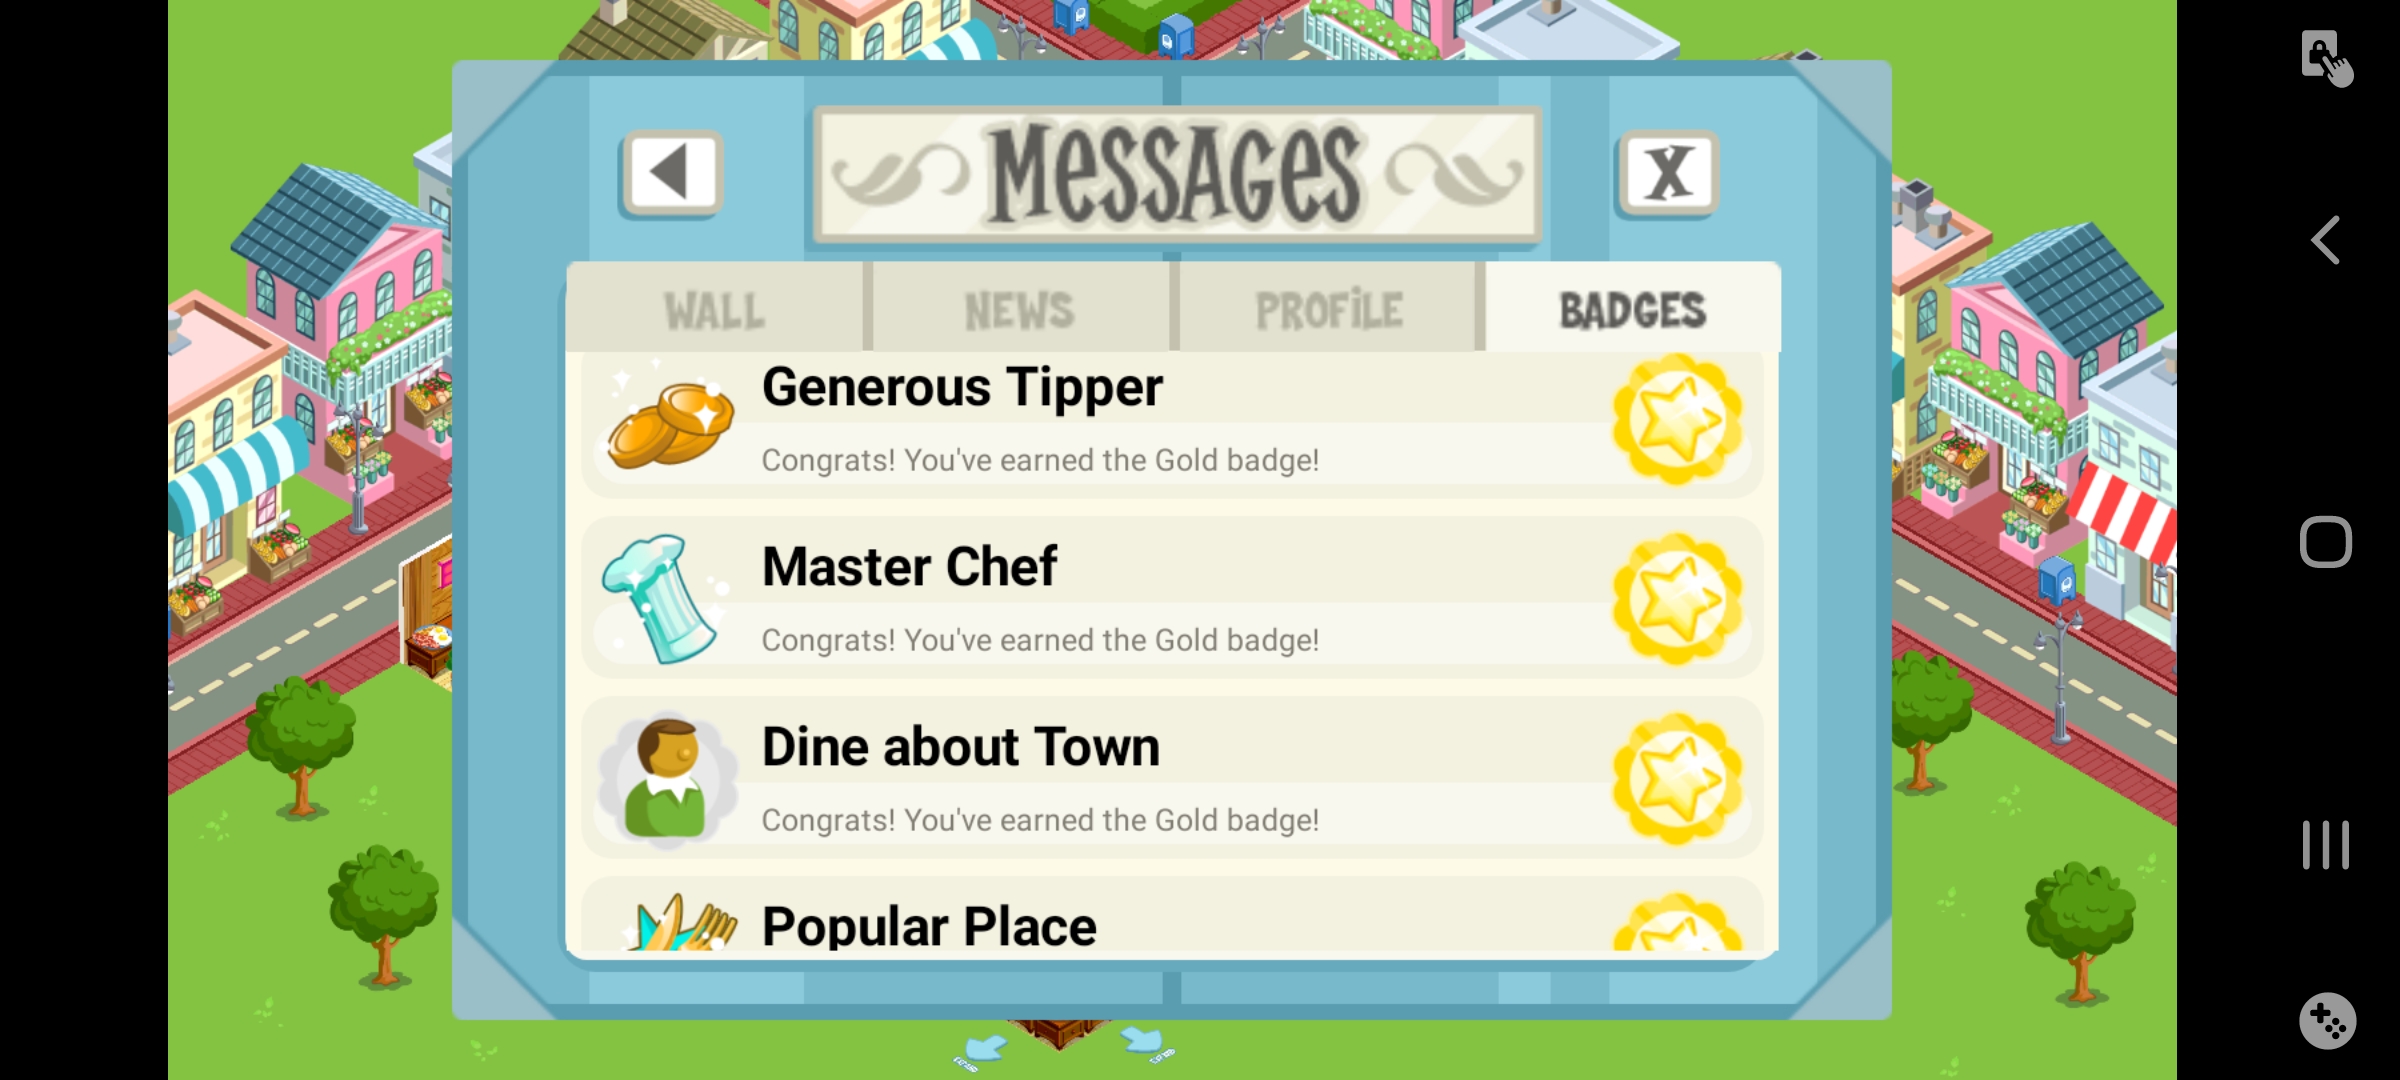 MESSAGES
X
WALL
NEWS
PROFILE
BADGES
Generous Tipper
Congrats! You've earned the Gold badge!
Master Chef
Congrats! You've earned the Gold badge!
Dine about Town
Congrats! You've earned the Gold badge!
Popular Place